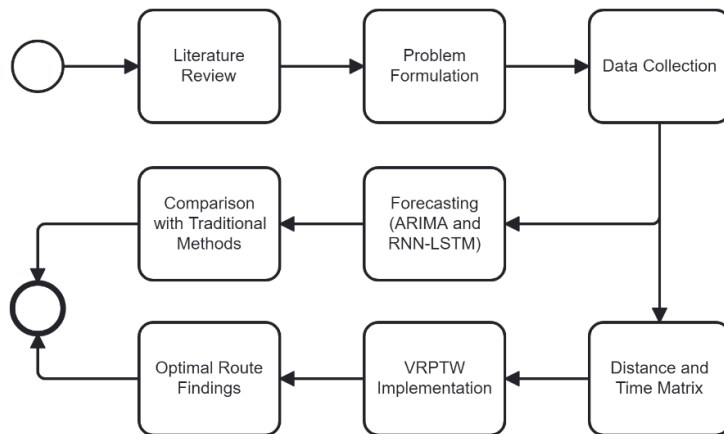 Literature
Review
Problem
Formulation
Data Collection
Comparison
with Traditional
Methods
Forecasting
(ARIMA and
RNN-LSTM)
Optimal Route
Findings
VRPTW
Implementation
Distance and
Time Matrix